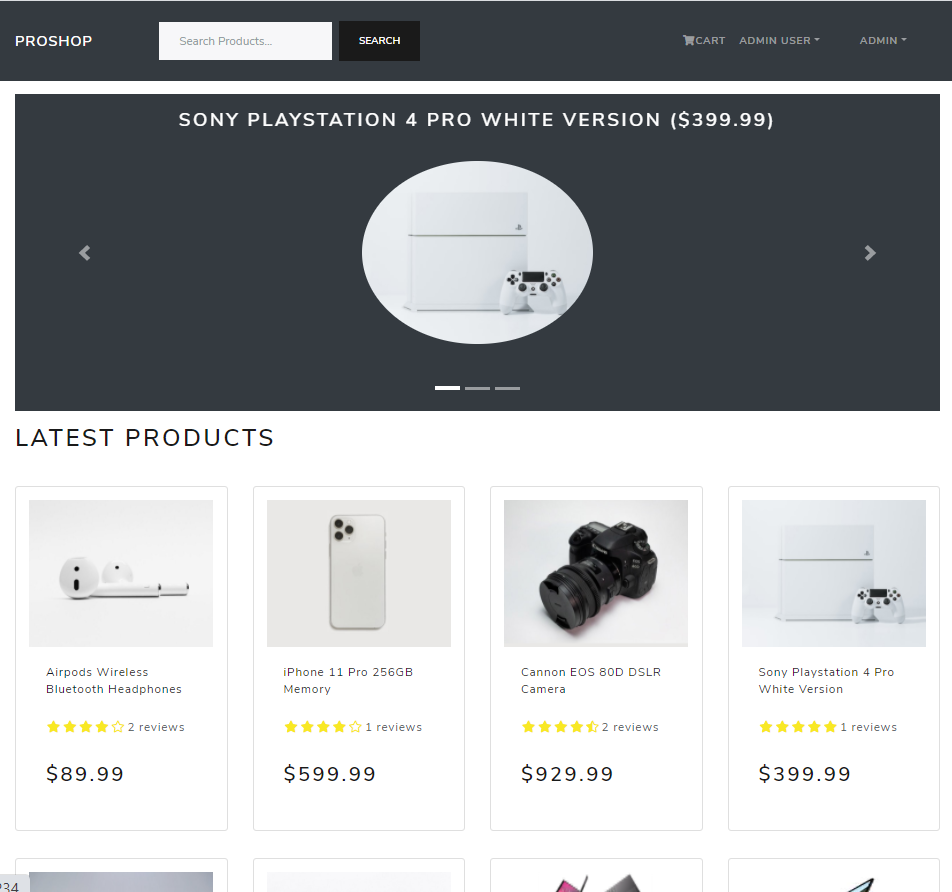 PROSHOP
Search Products...
SEARCH
CART
ADMIN USER
ADMIN
SONY PLAYSTATION 4 PRO WHITE VERSION ($399.99)
LATEST PRODUCTS
Airpods Wireless
Bluetooth Headphones
2 reviews
$89.99
iPhone 11 Pro 256GB
Memory
1 reviews
$599.99
Cannon EOS 80D DSLR
Camera
2 reviews
$929.99
Sony Playstation 4 Pro
White Version
1 reviews
$399.99